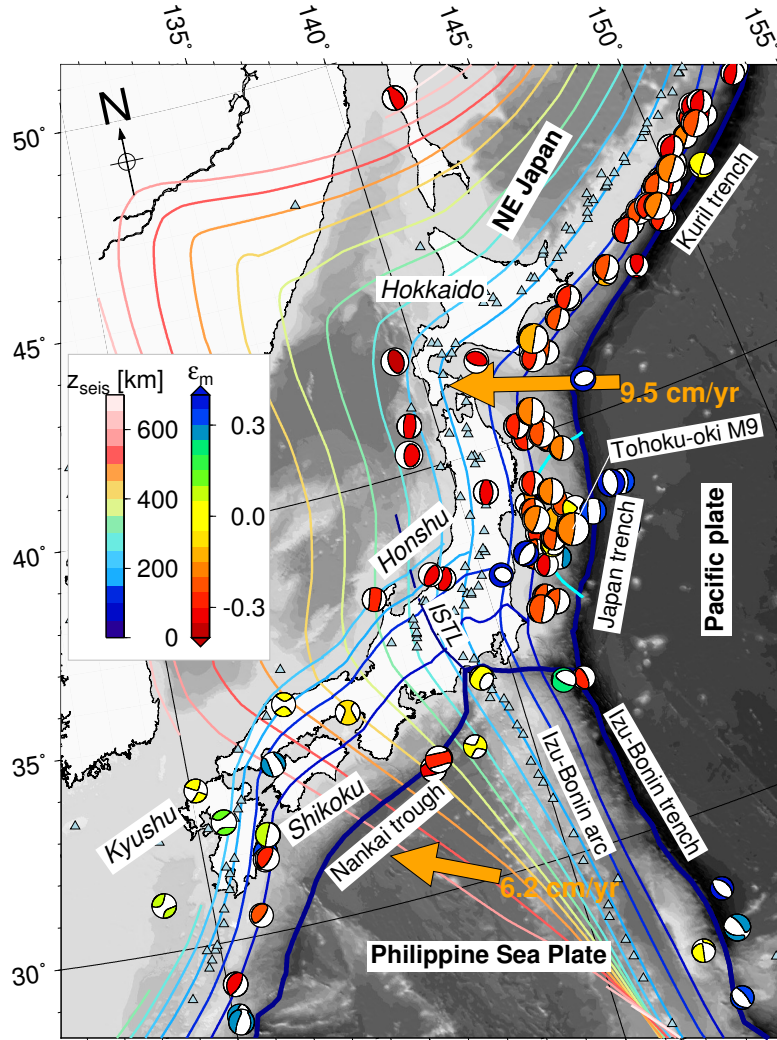 135°
140°
145°
150°
155°
50°
45°
40°
35°
30°
N
NE Japan
Kuril trench
Hokkaido
9.5 cm/yr
Tohoku-oki M9
z_seis [km]
ε_m
600
400
200
0
0.3
0.0
-0.3
Honshu
ISTL
Japan trench
Pacific plate
Izu-Bonin arc
Izu-Bonin trench
Kyushu
Shikoku
Nankai trough
6.2 cm/yr
Philippine Sea Plate